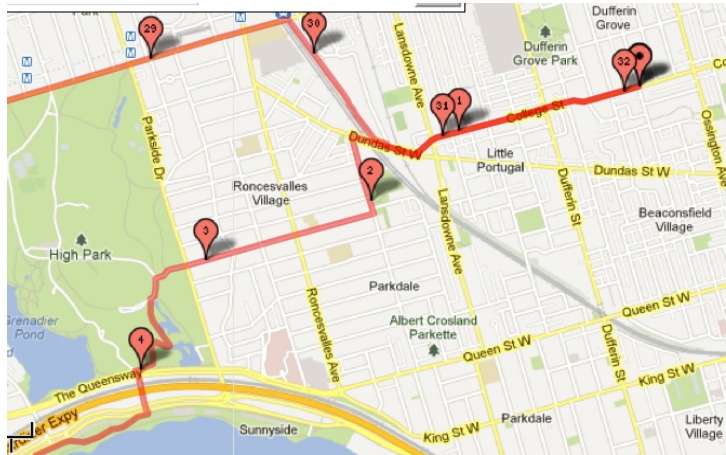 Park
29
30
Lansdowne Ave
Dufferin
Grove
Dufferin
Grove Park
32
31
1
College St
Parkside Dr
Dundas St W
Little
Portugal
Dundas St W
Ossington Ave
2
Roncesvalles
Village
Lansdowne Ave
Dufferin St
Beaconsfield
Village
3
High Park
Roncesvalles Ave
Parkdale
Queen St W
Grenadier
Pond
Albert Crosland
Parkette
4
Queen St W
Dufferin St
King St W
The Queensway
Parkdale
Liberty
Village
Sunnyside
King St W